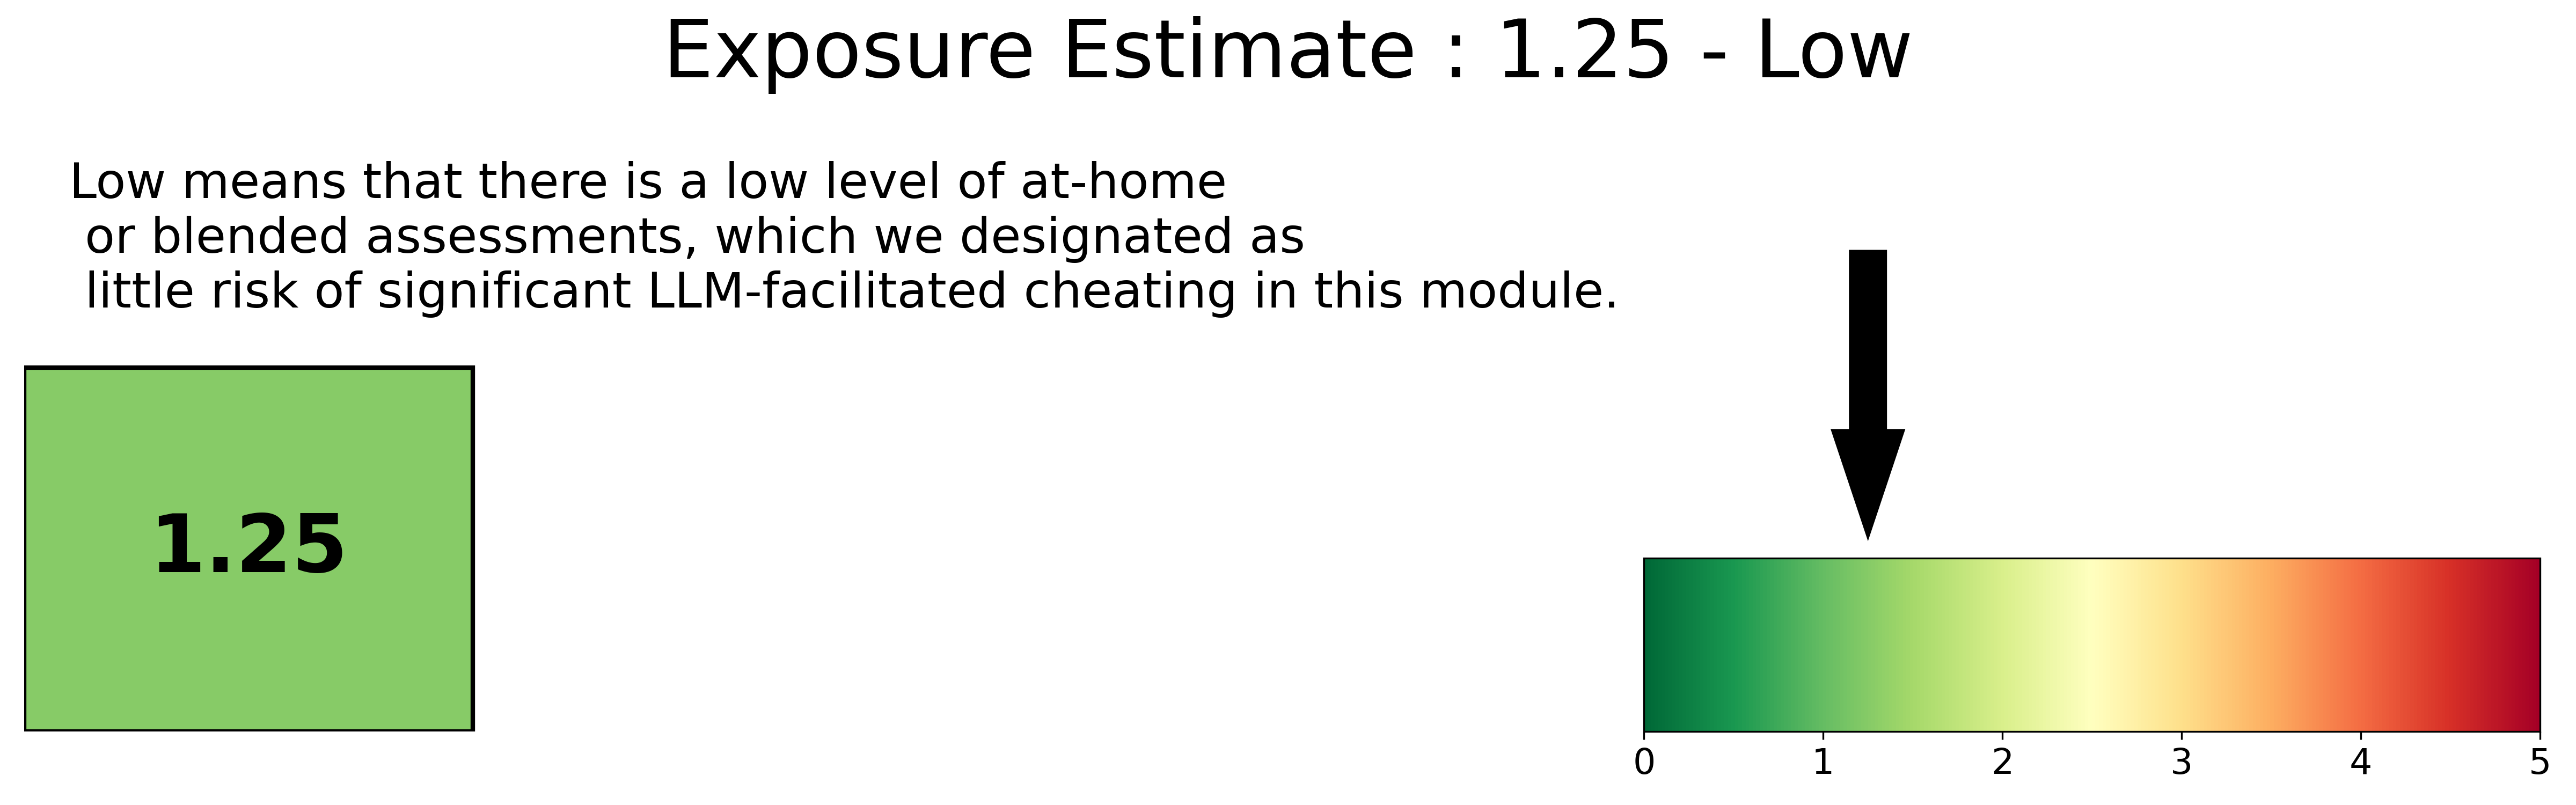 Exposure Estimate : 1.25 - Low
Low means that there is a low level of at-home
or blended assessments, which we designated as
little risk of significant LLM-facilitated cheating in this module.
1.25
0 1 2 3 4 5